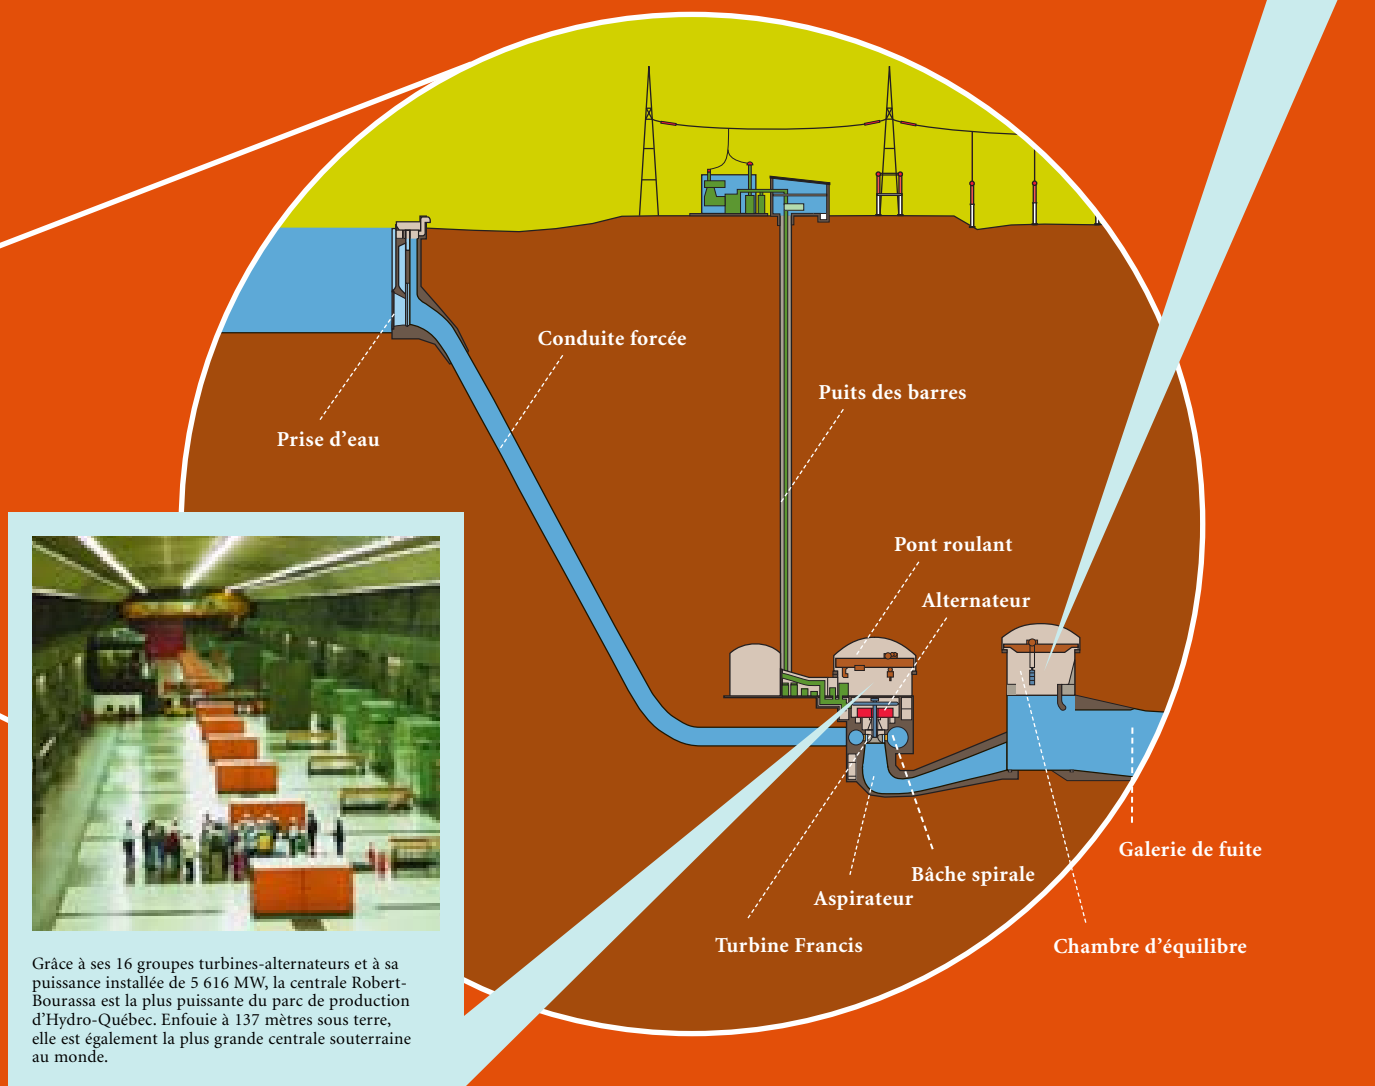 Conduite forcée
Puits des barres
Prise d'eau
Pont roulant
Alternateur
Galerie de fuite
Bâche spirale
Aspirateur
Turbine Francis
Chambre d'équilibre
Grâce à ses 16 groupes turbines-alternateurs et à sa
puissance installée de 5 616 MW, la centrale Robert-
Bourassa est la plus puissante du parc de production
d'Hydro-Québec. Enfouie à 137 mètres sous terre,
elle est également la plus grande centrale souterraine
au monde.